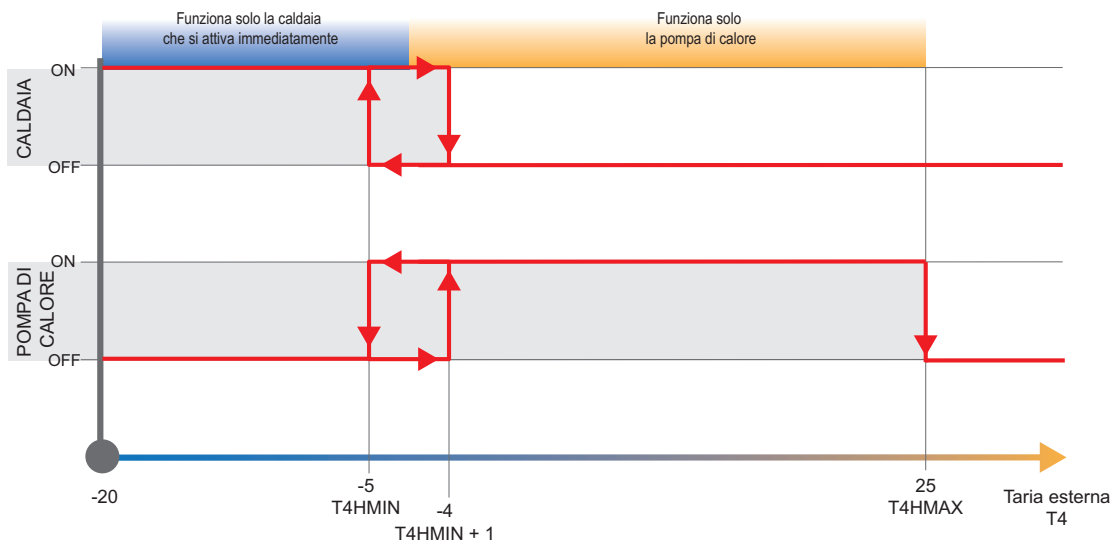 Funziona solo la caldaia
che si attiva immediatamente
Funziona solo
la pompa di calore
CALDAIA
ON
OFF
POMPA DI
CALORE
ON
OFF
-20
-5
T4HMIN
-4
T4HMIN + 1
25
T4HMAX
Taria esterna
T4